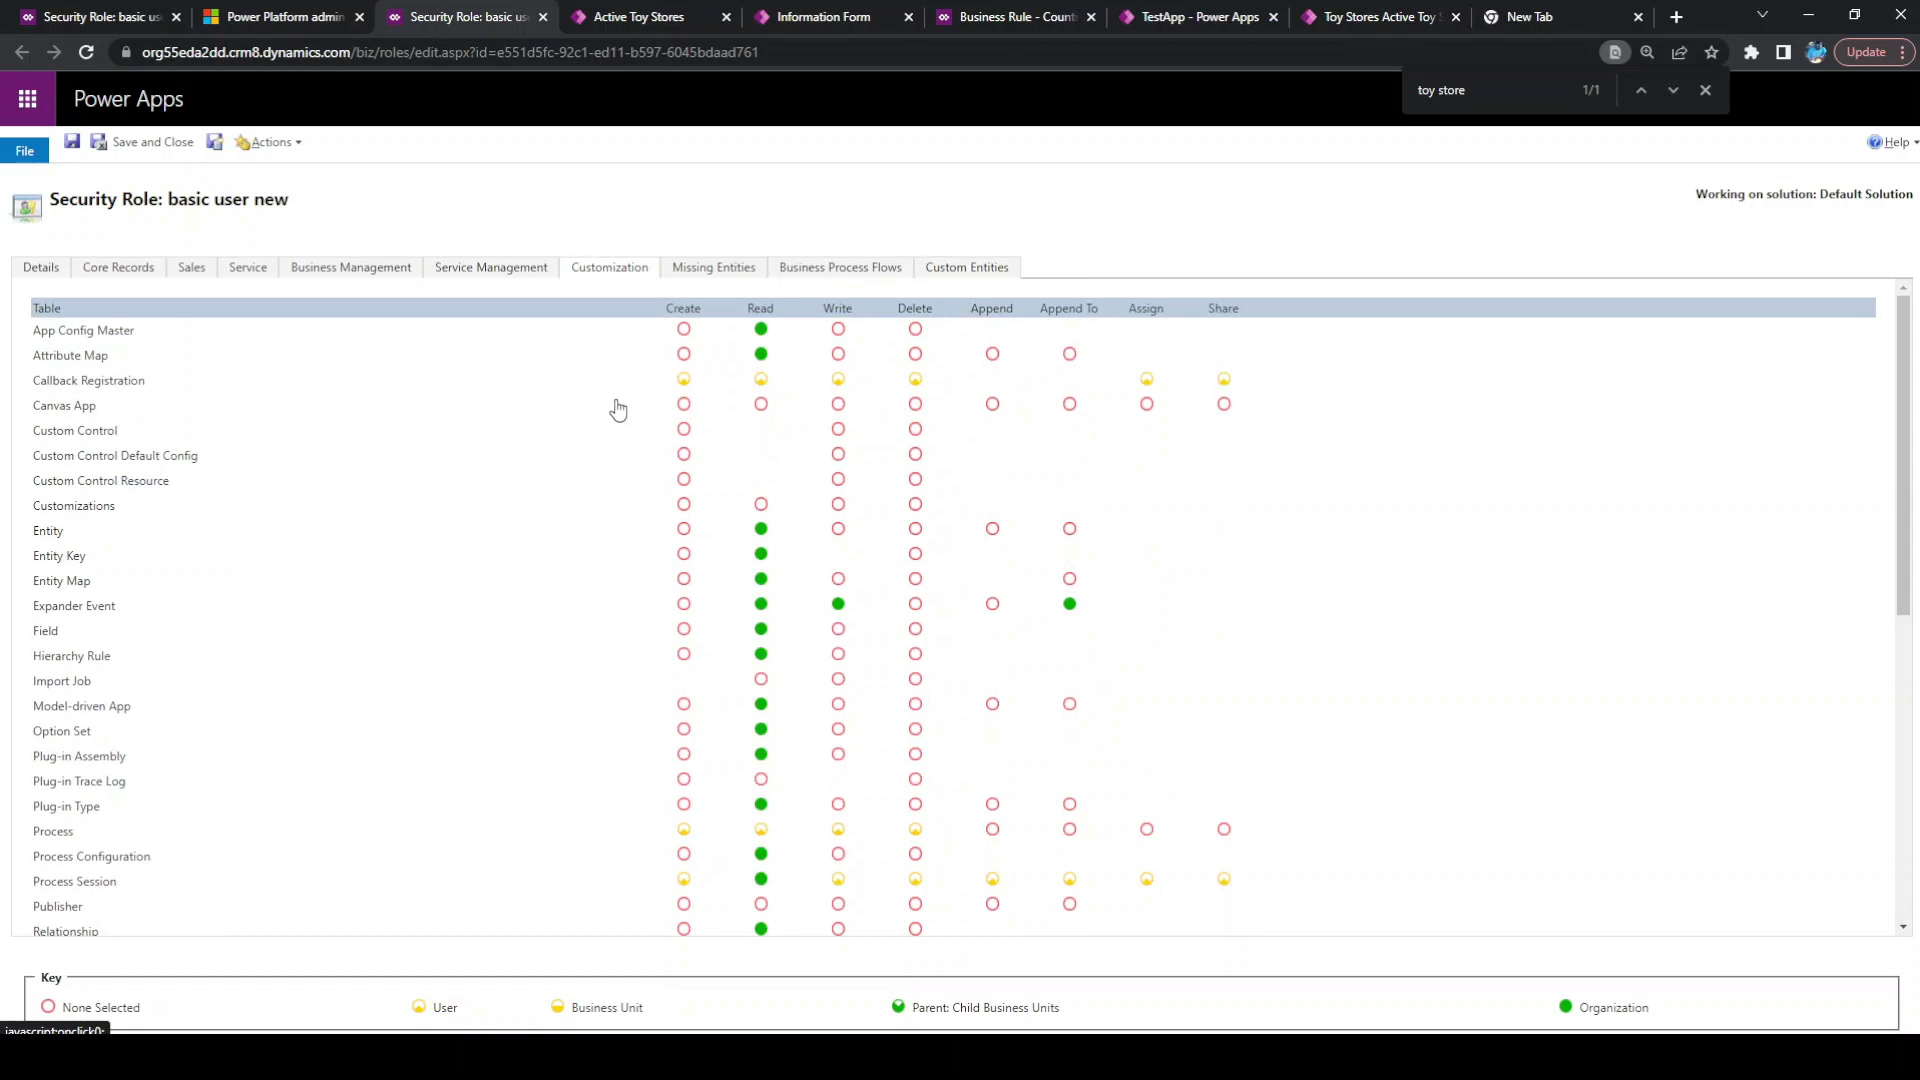 Security Role: basic us
Power Platform admin
Security Role: basic us
Active Toy Stores
Information Form
Business Rule - Count
TestApp - Power Apps
Toy Stores Active Toy S
New Tab
org55eda2dd.crm8.dynamics.com/biz/roles/edit.aspx?id=e551d5fc-92c1-ed11-b597-6045bdaad761
Update
Power Apps
toy store 1/1
File
Save and Close
Actions
Help
Security Role: basic user new
Working on solution: Default Solution
Details Core Records Sales Service Business Management Service Management Customization Missing Entities Business Process Flows Custom Entities
Table Create Read Write Delete Append Append To Assign Share
App Config Master
Attribute Map
Callback Registration
Canvas App
Custom Control
Custom Control Default Config
Custom Control Resource
Customizations
Entity
Entity Key
Entity Map
Expander Event
Field
Hierarchy Rule
Import Job
Model-driven App
Option Set
Plug-in Assembly
Plug-in Trace Log
Plug-in Type
Process
Process Configuration
Process Session
Publisher
Relationship
Key
None Selected User Business Unit Parent: Child Business Units Organization
javascript:onclick();